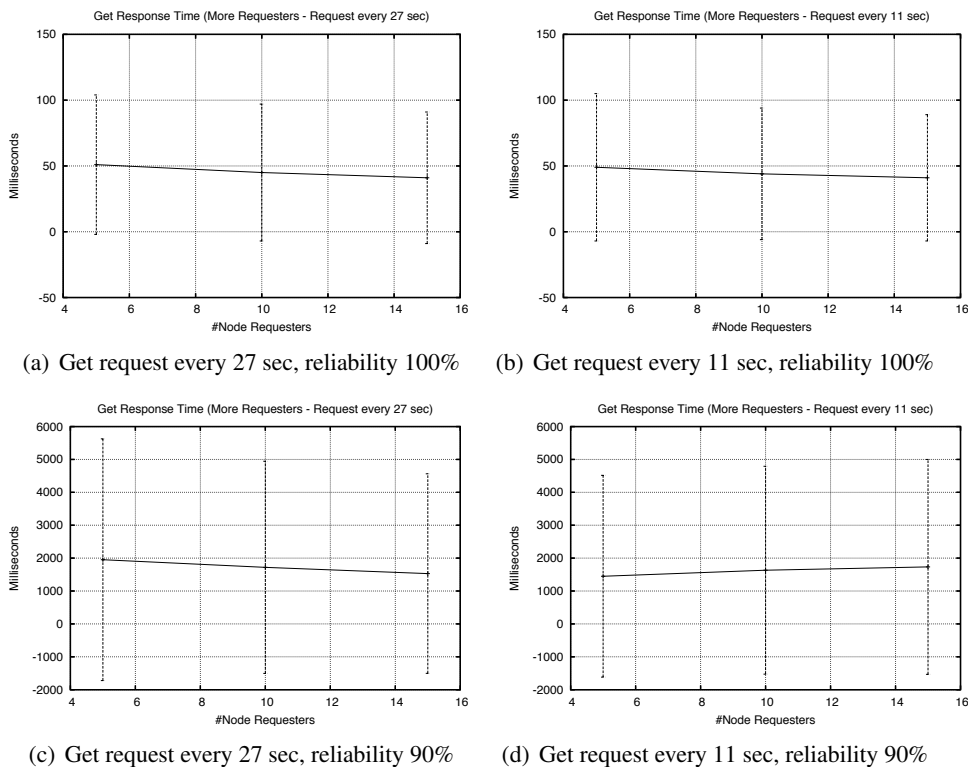 Get Response Time (More Requesters - Request every 27 sec)
150
100
50
0
-50
4 6 8 10 12 14 16
Milliseconds
#Node Requesters
(a) Get request every 27 sec, reliability 100%
Get Response Time (More Requesters - Request every 11 sec)
150
100
50
0
-50
4 6 8 10 12 14 16
Milliseconds
#Node Requesters
(b) Get request every 11 sec, reliability 100%
Get Response Time (More Requesters - Request every 27 sec)
6000
5000
4000
3000
2000
1000
0
-1000
-2000
4 6 8 10 12 14 16
Milliseconds
#Node Requesters
(c) Get request every 27 sec, reliability 90%
Get Response Time (More Requesters - Request every 11 sec)
6000
5000
4000
3000
2000
1000
0
-1000
-2000
4 6 8 10 12 14 16
Milliseconds
#Node Requesters
(d) Get request every 11 sec, reliability 90%